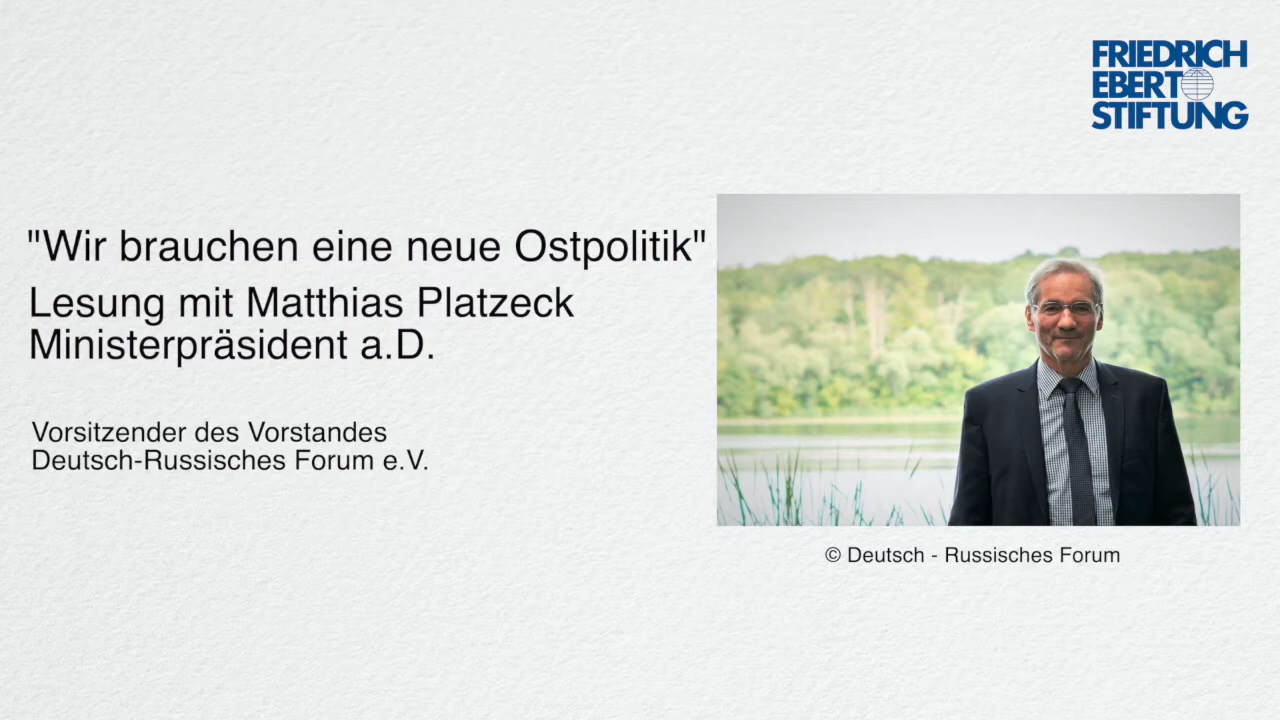 FRIEDRICH
EBERT
STIFTUNG
"Wir brauchen eine neue Ostpolitik"
Lesung mit Matthias Platzeck
Ministerpräsident a.D.
Vorsitzender des Vorstandes
Deutsch-Russisches Forum e.V.
© Deutsch - Russisches Forum